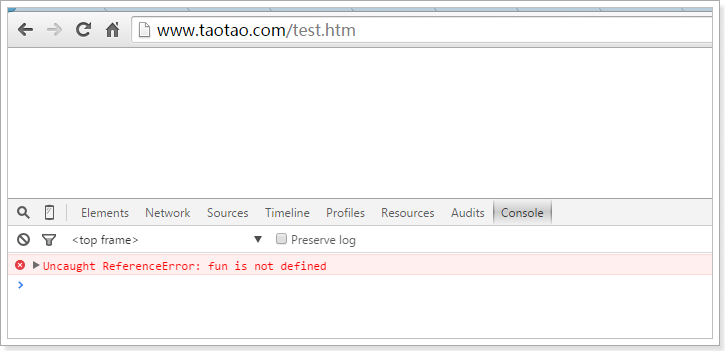 www.taotao.com/test.htm
Elements Network Sources Timeline Profiles Resources Audits Console
<top frame> ▼ Preserve log
Uncaught ReferenceError: fun is not defined
>